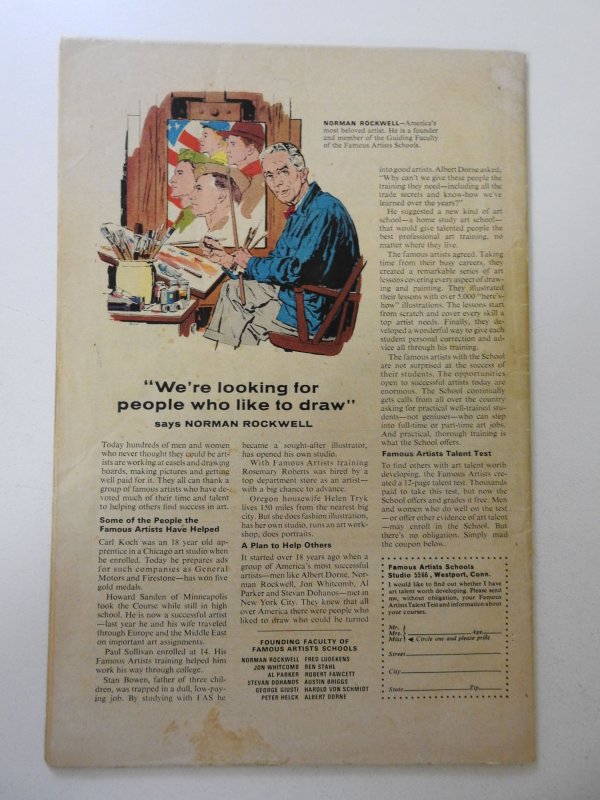 NORMAN ROCKWELL—America's
most beloved artist. He is a founder
and member of the Guiding Faculty
of the Famous Artists Schools.
"We're looking for
people who like to draw"
says NORMAN ROCKWELL
Today hundreds of men and women
who never thought they could be art-
ists are working at easels and drawing
boards, making pictures and getting
well paid for it. They all can thank a
group of famous artists who have de-
voted much of their time and talent
to helping others find success in art.
Some of the People the
Famous Artists Have Helped
Carl Koch was an 18 year old ap-
prentice in a Chicago art studio when
he enrolled. Today he prepares ads
for such companies as General
Motors and Firestone—has won five
gold medals.
Howard Sanden of Minneapolis
took the Course while still in high
school. He is now a successful artist
—last year he and his wife traveled
through Europe and the Middle East
on important art assignments.
Paul Sullivan enrolled at 14. His
Famous Artists training helped him
work his way through college.
Stan Bowen, father of three chil-
dren, was trapped in a dull, low-pay-
ing job. By studying with FAS he
became a sought-after illustrator,
has opened his own studio.
With Famous Artists training
Rosemary Roberts was hired by a
top department store as an artist—
with a big chance to advance.
Oregon housewife Helen Tryk
lives 150 miles from the nearest big
city. But she does fashion illustration,
has her own studio, runs an art work-
shop, does portraits.
A Plan to Help Others
It started over 18 years ago when a
group of America's most successful
artists—men like Albert Dorne, Nor-
man Rockwell, Jon Whitcomb, Al
Parker and Stevan Dohanos—met in
New York City. They knew that all
over America there were people who
liked to draw who could be turned
FOUNDING FACULTY OF
FAMOUS ARTISTS SCHOOLS
NORMAN ROCKWELL FRED LUDEKENS
JON WHITCOMB BEN STAHL
AL PARKER ROBERT FAWCETT
STEVAN DOHANOS AUSTIN BRIGGS
GEORGE GIUSTI HAROLD VON SCHMIDT
PETER HELCK ALBERT DORNE
into good artists. Albert Dorne asked,
"Why can't we give these people the
training they need—including all the
trade secrets and know-how we've
learned over the years?"
He suggested a new kind of art
school—a home study art school—
that would give talented people the
best professional art training, no
matter where they live.
The famous artists agreed. Taking
time from their busy careers, they
created a remarkable series of art
lessons covering every aspect of draw-
ing and painting. They illustrated
their lessons with over 5,000 "here's-
how" illustrations. The lessons start
from scratch and cover every skill a
top artist needs. Finally, they de-
veloped a wonderful way to give each
student personal correction and ad-
vice all through his training.
The famous artists with the School
are not surprised at the success of
their students. The opportunities
open to successful artists today are
enormous. The School continually
gets calls from all over the country
asking for practical well-trained stu-
dents—not geniuses—who can step
into full-time or part-time art jobs.
And practical, thorough training is
what the School offers.
Famous Artists Talent Test
To find others with art talent worth
developing, the Famous Artists cre-
ated a 12-page talent test. Thousands
paid to take this test, but now the
School offers and grades it free. Men
and women who do well on the test
—or offer other evidence of art talent
—may enroll in the School. But
there's no obligation. Simply mail
the coupon below.
Famous Artists Schools
Studio 5566, Westport, Conn.
I would like to find out whether I have
art talent worth developing. Please send
me, without obligation, your Famous
Artists Talent Test and information about
your courses.
Mr.
Mrs. Age
Miss Circle one and please print
Street
City
State Zip